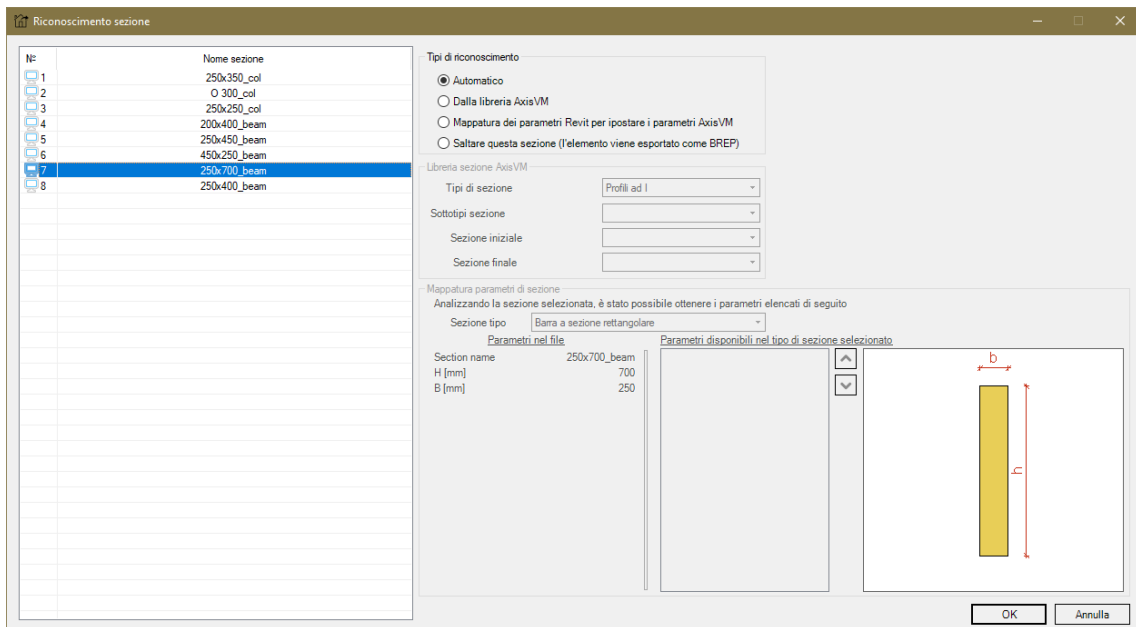 Riconoscimento sezione
Nº Nome sezione
1 250x350_col
2 O 300_col
3 250x250_col
4 200x400_beam
5 250x450_beam
6 450x250_beam
7 250x700_beam
8 250x400_beam
Tipi di riconoscimento
Automatico
Dalla libreria AxisVM
Mappatura dei parametri Revit per ipostare i parametri AxisVM
Saltare questa sezione (l'elemento viene esportato come BREP)
Libreria sezione AxisVM
Tipi di sezione Profili ad I
Sottotipi sezione
Sezione iniziale
Sezione finale
Mappatura parametri di sezione
Analizzando la sezione selezionata, è stato possibile ottenere i parametri elencati di seguito
Sezione tipo Barra a sezione rettangolare
Parametri nel file Parametri disponibili nel tipo di sezione selezionato
Section name 250x700_beam
H [mm] 700
B [mm] 250
b
h
OK Annulla